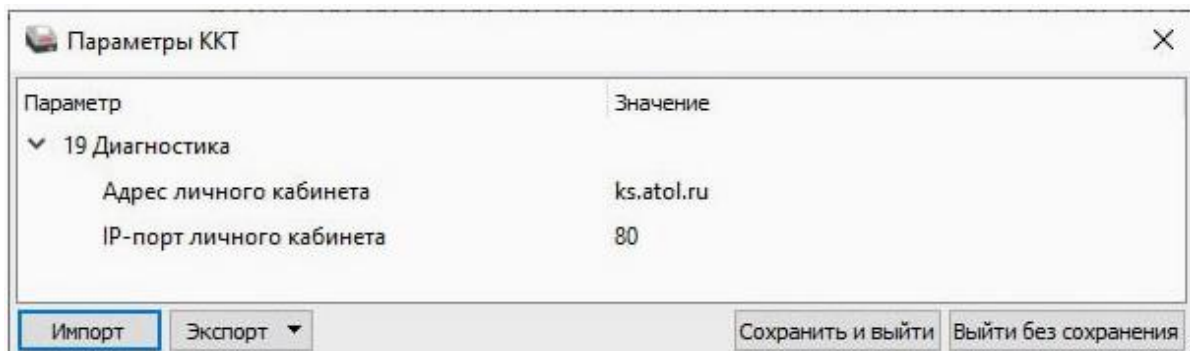 Параметры ККТ
Параметр Значение
19 Диагностика
Адрес личного кабинета ks.atol.ru
IP-порт личного кабинета 80
Импорт Экспорт Сохранить и выйти Выйти без сохранения